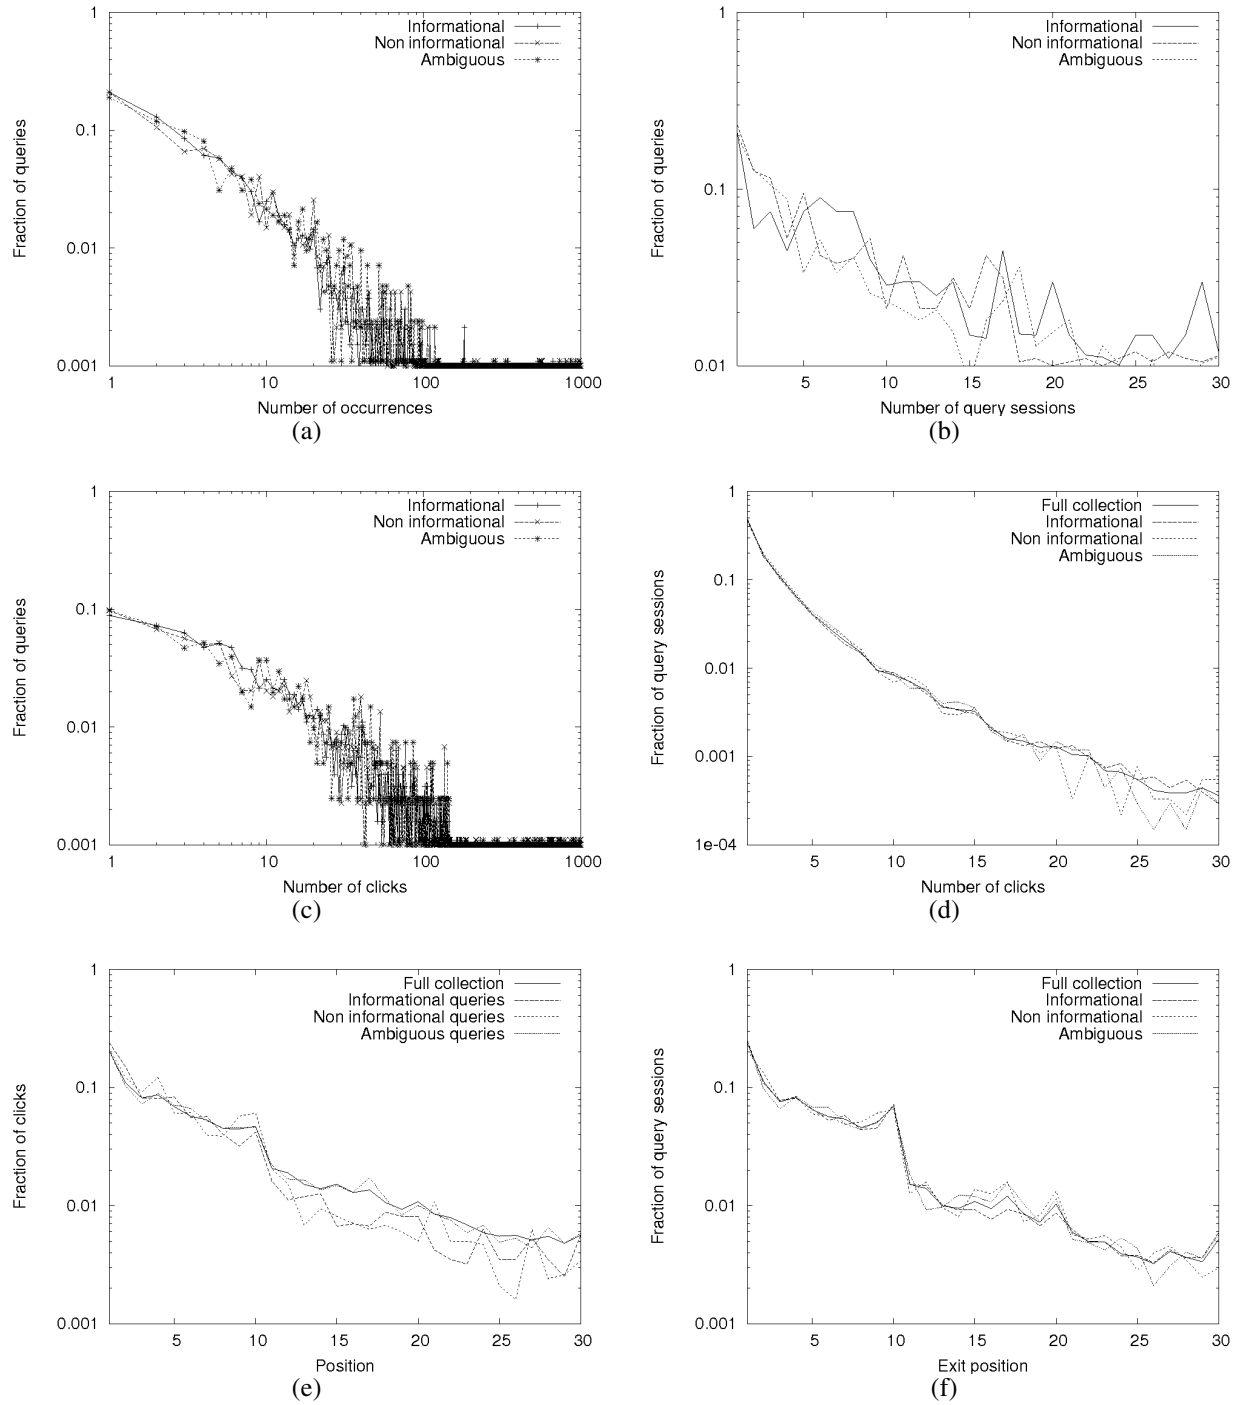 1
0.1
0.01
0.001
1
10
100
1000
Fraction of queries
Number of occurrences
Informational
Non informational
Ambiguous
(a)
1
0.1
0.01
5
10
15
20
25
30
Fraction of queries
Number of query sessions
Informational
Non informational
Ambiguous
(b)
1
0.1
0.01
0.001
1
10
100
1000
Fraction of queries
Number of clicks
Informational
Non informational
Ambiguous
(c)
1
0.1
0.01
0.001
1e-04
5
10
15
20
25
30
Fraction of query sessions
Number of clicks
Full collection
Informational
Non informational
Ambiguous
(d)
1
0.1
0.01
0.001
5
10
15
20
25
30
Fraction of clicks
Position
Full collection
Informational queries
Non informational queries
Ambiguous queries
(e)
1
0.1
0.01
0.001
5
10
15
20
25
30
Fraction of query sessions
Exit position
Full collection
Informational
Non informational
Ambiguous
(f)